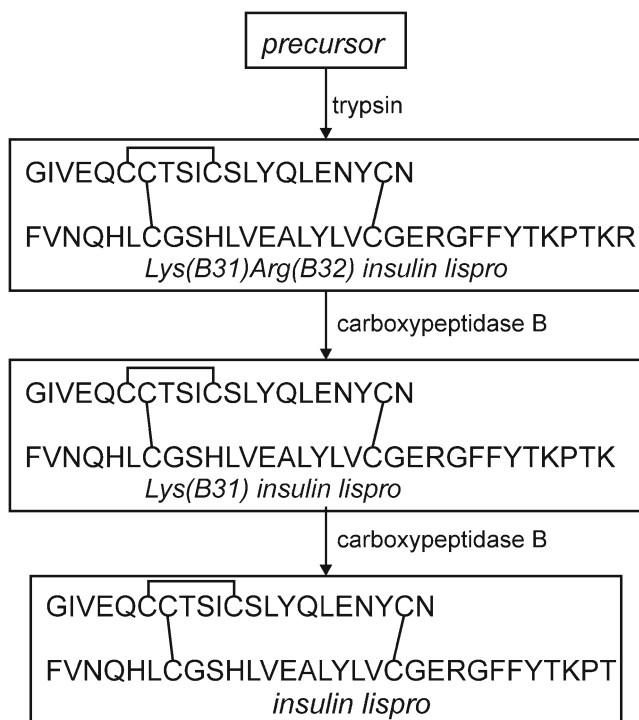 precursor
trypsin
GIVEQCCTSICSLYQLENYCN
FVNQHLCGSHLVEALYLVCGERGFFYTKPTKR
Lys(B31)Arg(B32) insulin lispro
carboxypeptidase B
GIVEQCCTSICSLYQLENYCN
FVNQHLCGSHLVEALYLVCGERGFFYTKPTK
Lys(B31) insulin lispro
carboxypeptidase B
GIVEQCCTSICSLYQLENYCN
FVNQHLCGSHLVEALYLVCGERGFFYTKPT
insulin lispro